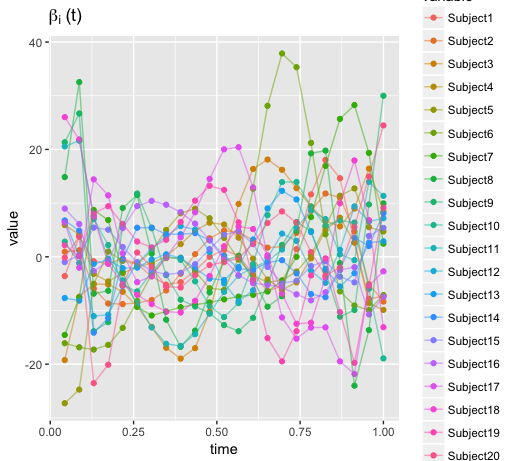 βi (t)
variable
40
20
0
-20
value
0.00
0.25
0.50
0.75
1.00
time
Subject1
Subject2
Subject3
Subject4
Subject5
Subject6
Subject7
Subject8
Subject9
Subject10
Subject11
Subject12
Subject13
Subject14
Subject15
Subject16
Subject17
Subject18
Subject19
Subject20